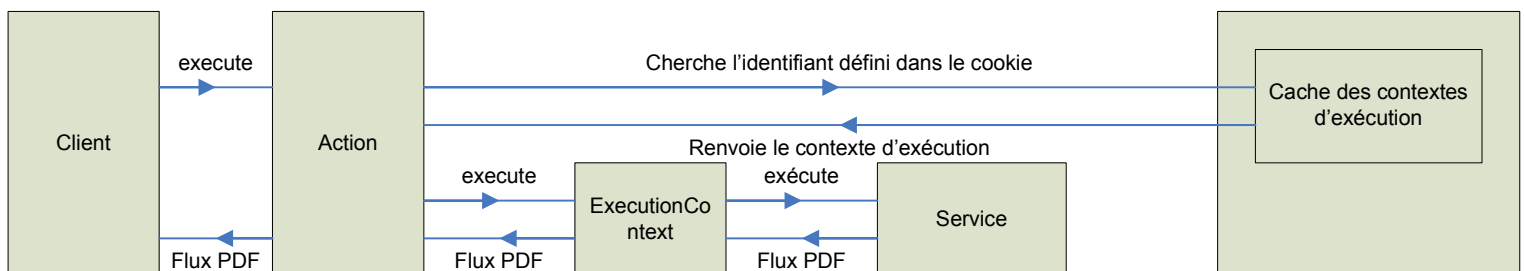 execute
Cherche l'identifiant défini dans le cookie
Cache des contextes
d'exécution
Client
Action
Renvoie le contexte d'exécution
execute
exécute
ExecutionCo
ntext
Service
Flux PDF
Flux PDF
Flux PDF